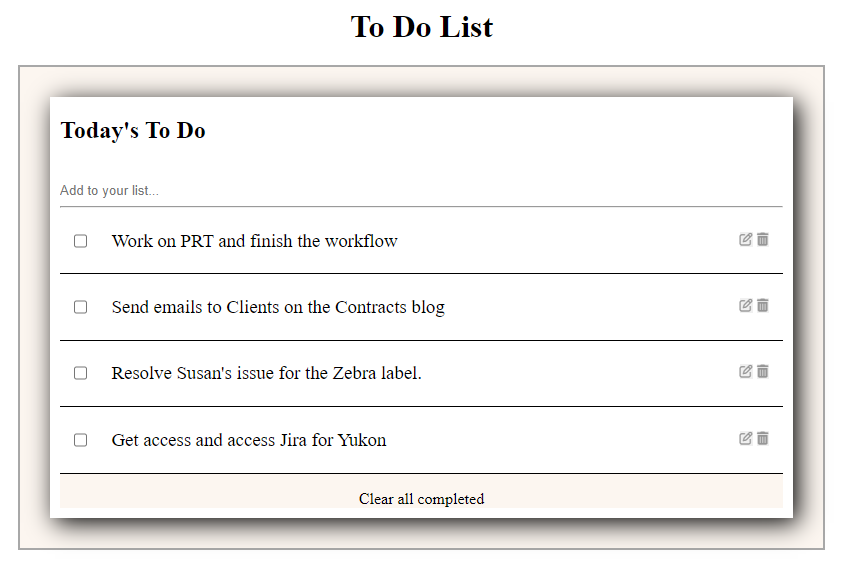 To Do List
Today's To Do
Add to your list...
Work on PRT and finish the workflow
Send emails to Clients on the Contracts blog
Resolve Susan's issue for the Zebra label.
Get access and access Jira for Yukon
Clear all completed